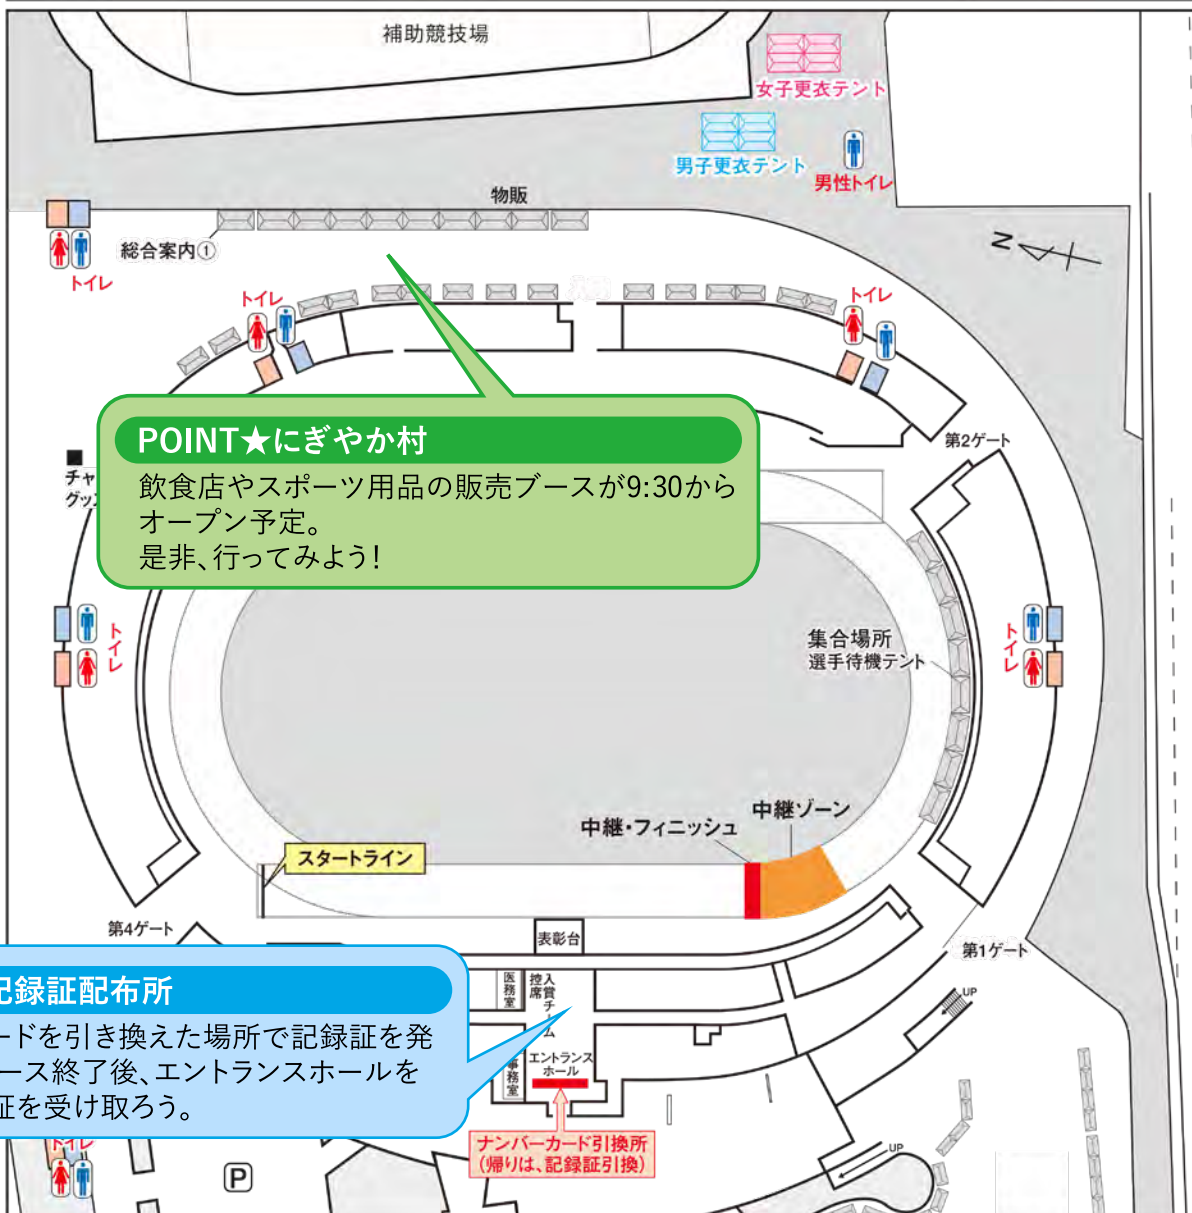 補助競技場
女子更衣テント
男子更衣テント
男性トイレ
物販
総合案内①
トイレ
N
トイレ
トイレ
第2ゲート
POINT★にぎやか村
飲食店やスポーツ用品の販売ブースが9:30から
オープン予定。
是非、行ってみよう!
チャ
グッ
トイレ
トイレ
集合場所
選手待機テント
中継ゾーン
中継・フィニッシュ
スタートライン
第4ゲート
表彰台
第1ゲート
記録証配布所
ードを引き換えた場所で記録証を発
ース終了後、エントランスホールを
証を受け取ろう。
医務室
入賞チーム
控席
UP
エントランス
ホール
事務室
ナンバーカード引換所
(帰りは、記録証引換)
トイレ
P
UP